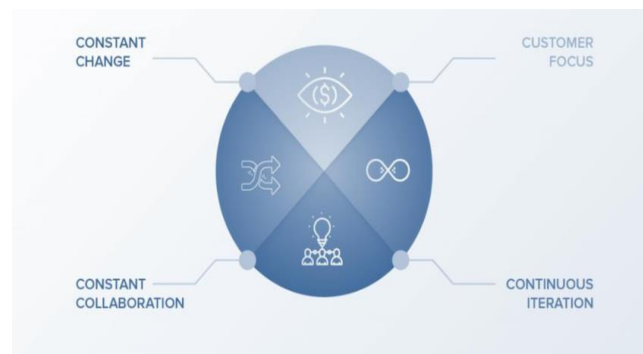 CONSTANT
CHANGE
CUSTOMER
FOCUS
($)
CONSTANT
COLLABORATION
CONTINUOUS
ITERATION